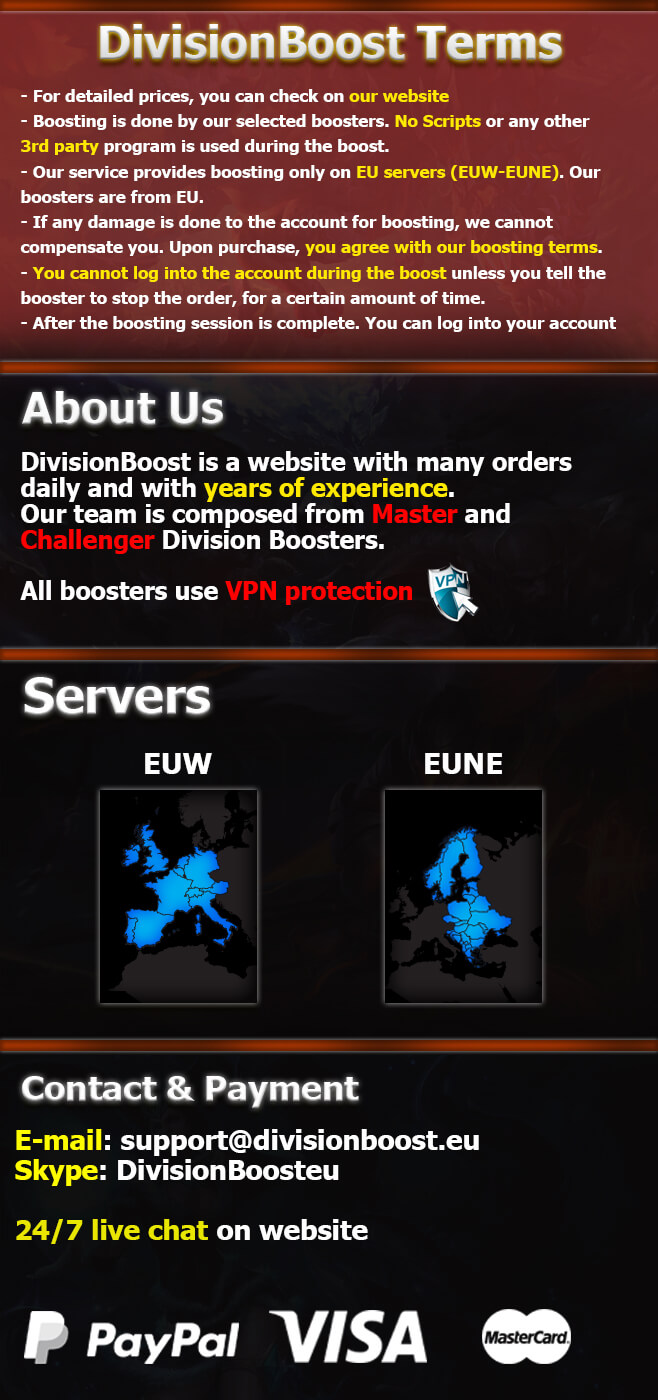 DivisionBoost Terms
- For detailed prices, you can check on our website
- Boosting is done by our selected boosters. No Scripts or any other
3rd party program is used during the boost.
- Our service provides boosting only on EU servers (EUW-EUNE). Our
boosters are from EU.
- If any damage is done to the account for boosting, we cannot
compensate you. Upon purchase, you agree with our boosting terms.
- You cannot log into the account during the boost unless you tell the
booster to stop the order, for a certain amount of time.
- After the boosting session is complete. You can log into your account
About Us
DivisionBoost is a website with many orders
daily and with years of experience.
Our team is composed from Master and
Challenger Division Boosters.
All boosters use VPN protection
VPN
Servers
EUW
EUNE
Contact & Payment
E-mail: support@divisionboost.eu
Skype: DivisionBoosteu
24/7 live chat on website
PayPal
VISA
MasterCard